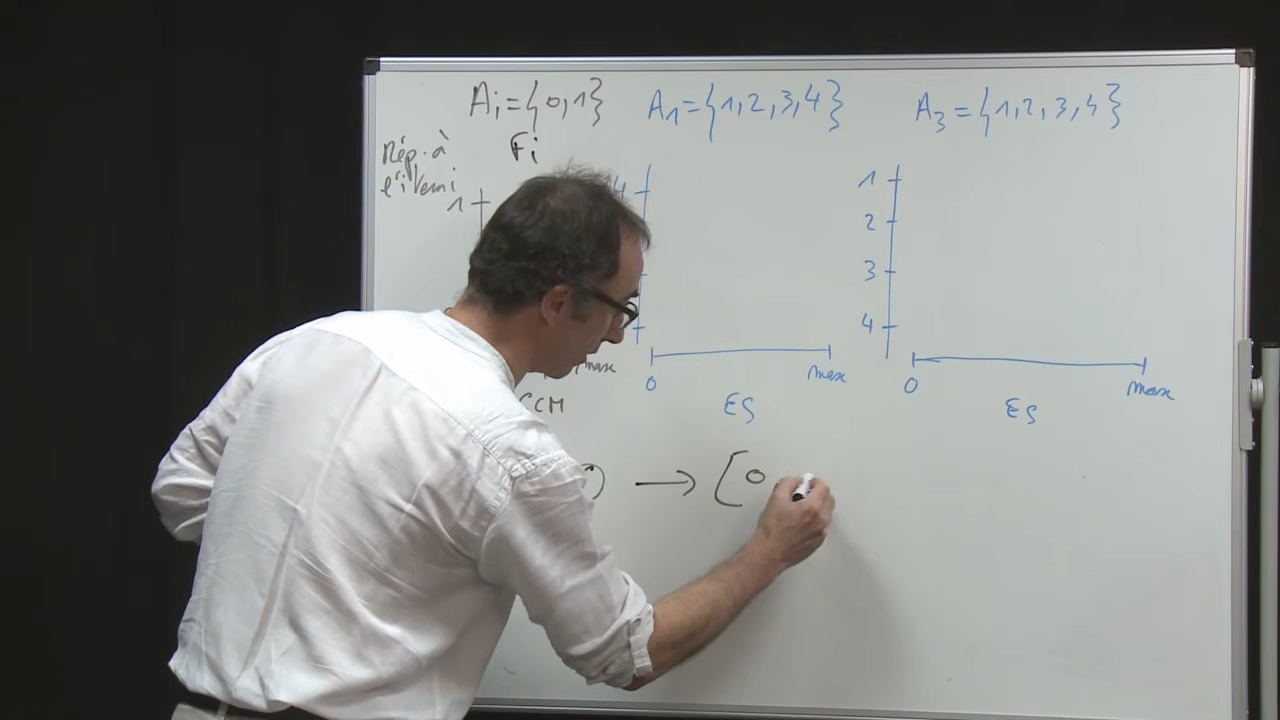 Ai={0,1} A1={1,2,3,4} A3={1,2,3,4}
Rép. à
l'item i
Fi
1
4
1
2
3
4
max
0 max
0 max
CCM
ES
ES
→ [0